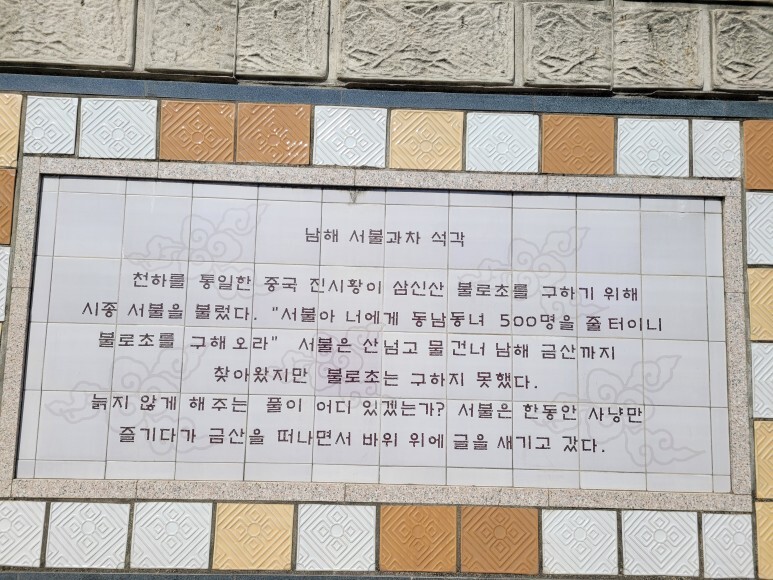 남해 서불과차 석각
천하를 통일한 중국 진시황이 삼신산 불로초를 구하기 위해
시종 서불을 불렀다. "서불아 너에게 동남동녀 500명을 줄터이니
불로초를 구해 오라" 서불은 산넘고 물 건너 남해 금산까지
찾아왔지만 불로초는 구하지 못했다.
늙지 않게 해 주는 풀이 어디 있겠는가? 서불은 한동안 사냥만
즐기다가 금산을 떠나면서 바위 위에 글을 새기고 갔다.